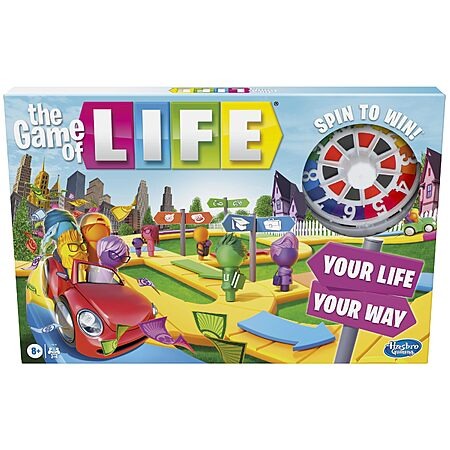 the
Game
of
LIFE
SPIN TO WIN!
YOUR LIFE
YOUR WAY
8+
Hasbro
Gaming